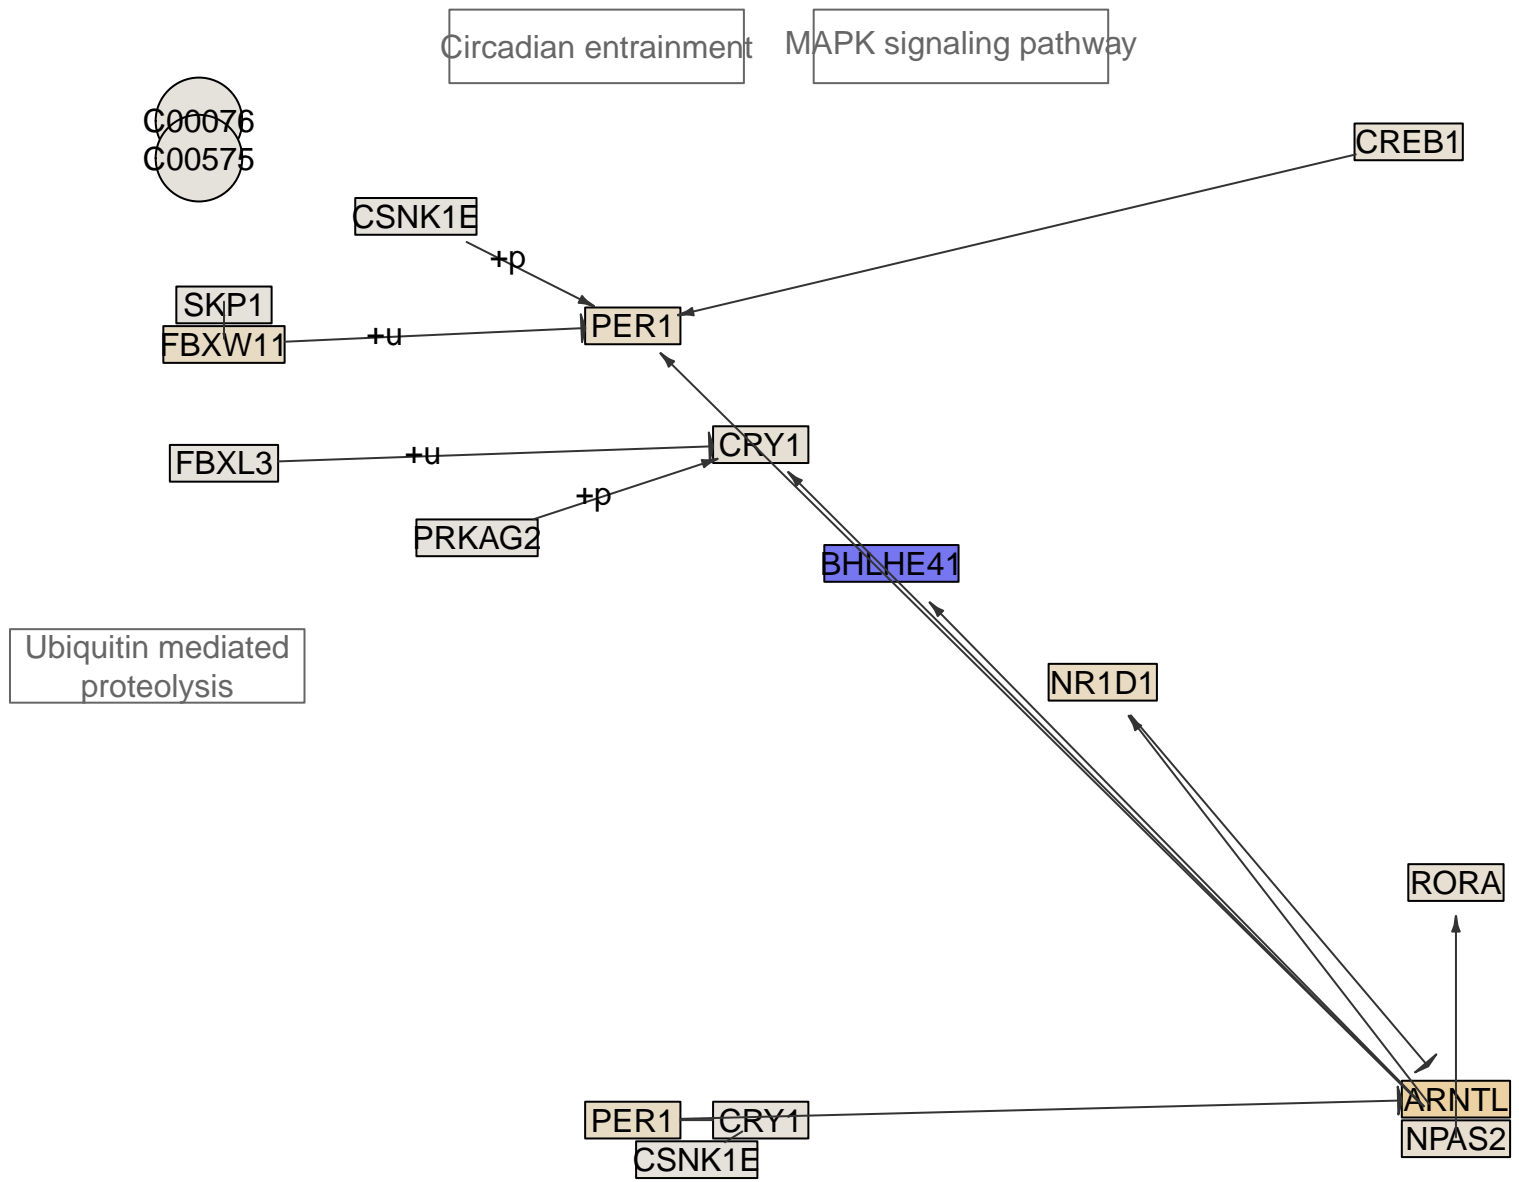 Circadian entrainment
MAPK signaling pathway
C00076
C00575
CREB1
CSNK1E
+p
SKP1
FBXW11
+u
PER1
FBXL3
+u
CRY1
+p
PRKAG2
BHLHE41
Ubiquitin mediated
proteolysis
NR1D1
RORA
ARNTL
NPAS2
PER1
CRY1
CSNK1E